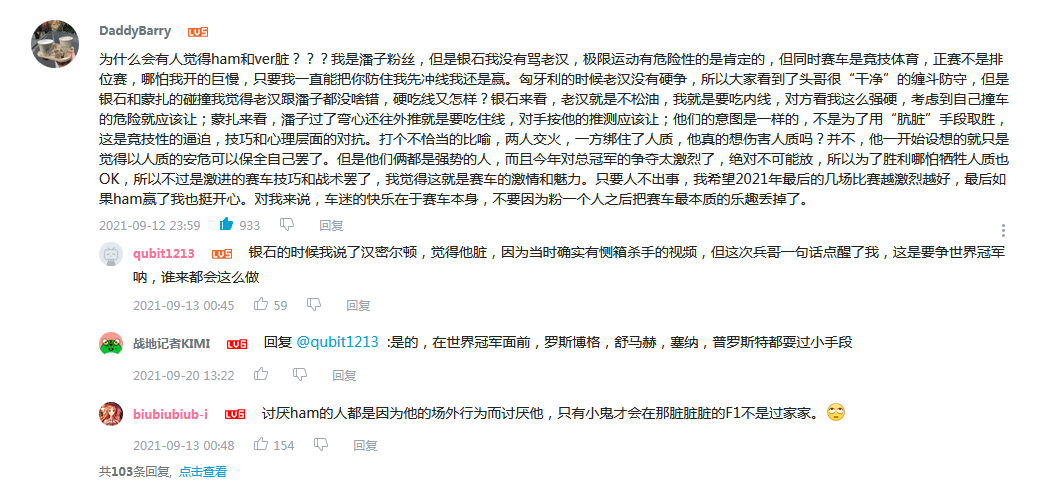 DaddyBarry LV5
为什么会有人觉得ham和ver脏？？？我是潘子粉丝，但是银石我没有骂老汉，极限运动有危险性的是肯定的，但同时赛车是竞技体育，正赛不是排
位赛，哪怕我开的巨慢，只要我一直能把你防住我先冲线我还是赢。匈牙利的时候老汉没有硬争，所以大家看到了头哥很“干净”的缠斗防守，但是
银石和蒙扎的碰撞我觉得老汉跟潘子都没啥错，硬吃线又怎样？银石来看，老汉就是不松油，我就是要吃内线，对方看我这么强硬，考虑到自己撞车
的危险就应该让；蒙扎来看，潘子过了弯心还往外推就是要吃住线，对手按他的推测应该让；他们的意图是一样的，不是为了用“肮脏”手段取胜，
这是竞技性的逼迫，技巧和心理层面的对抗。打个不恰当的比喻，两人交火，一方绑住了人质，他真的想伤害人质吗？并不，他一开始设想的就只是
觉得以人质的安危可以保全自己罢了。但是他们俩都是强势的人，而且今年对总冠军的争夺太激烈了，绝对不可能放，所以为了胜利哪怕牺牲人质也
OK，所以不过是激进的赛车技巧和战术罢了，我觉得这就是赛车的激情和魅力。只要人不出事，我希望2021年最后的几场比赛越激烈越好，最后如
果ham赢了我也挺开心。对我来说，车迷的快乐在于赛车本身，不要因为粉一个人之后把赛车最本质的乐趣丢掉了。
2021-09-12 23:59 933 回复
qubit1213 LV5 银石的时候我说了汉密尔顿，觉得他脏，因为当时确实有恻箱杀手的视频，但这次兵哥一句话点醒了我，这是要争世界冠军
呐，谁来都会这么做
2021-09-13 00:45 59 回复
战地记者KIMI LV6 回复 @qubit1213 :是的，在世界冠军面前，罗斯博格，舒马赫，塞纳，普罗斯特都耍过小手段
2021-09-20 13:22 回复
biubiubiub-i LV6 讨厌ham的人都是因为他的场外行为而讨厌他，只有小鬼才会在那脏脏脏的F1不是过家家。
2021-09-13 00:48 154 回复
共103条回复, 点击查看